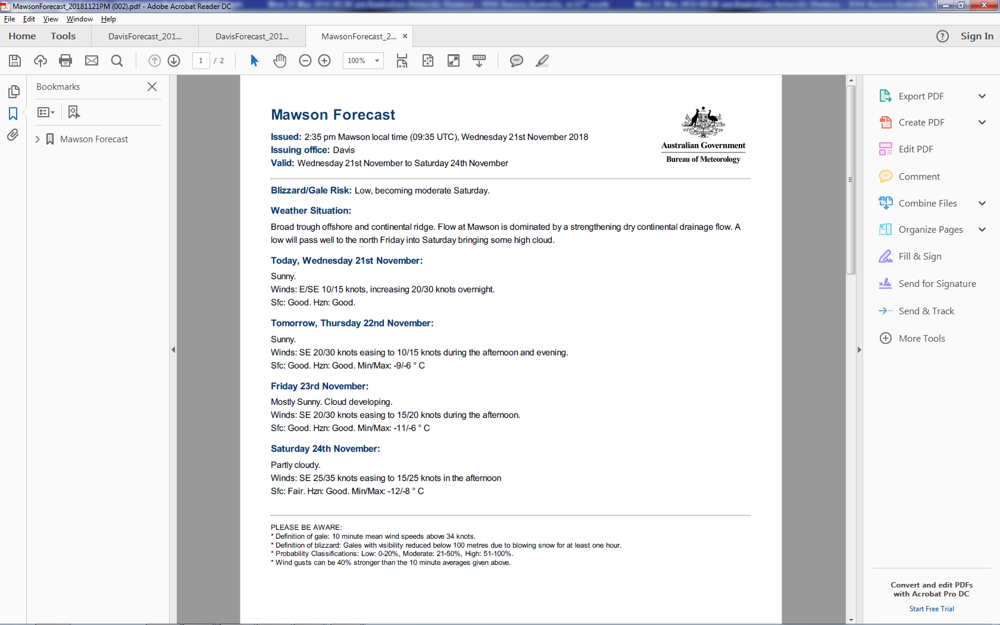 MawsonForecast_20181121PM (002).pdf - Adobe Acrobat Reader DC
File Edit View Window Help
Home Tools DavisForecast_201... DavisForecast_201... MawsonForecast_2... × Sign In
1 / 2 100%
Bookmarks
Mawson Forecast
Mawson Forecast
Issued: 2:35 pm Mawson local time (09:35 UTC), Wednesday 21st November 2018
Issuing office: Davis
Valid: Wednesday 21st November to Saturday 24th November
Australian Government
Bureau of Meteorology
Blizzard/Gale Risk: Low, becoming moderate Saturday.
Weather Situation:
Broad trough offshore and continental ridge. Flow at Mawson is dominated by a strengthening dry continental drainage flow. A
low will pass well to the north Friday into Saturday bringing some high cloud.
Today, Wednesday 21st November:
Sunny.
Winds: E/SE 10/15 knots, increasing 20/30 knots overnight.
Sfc: Good. Hzn: Good.
Tomorrow, Thursday 22nd November:
Sunny.
Winds: SE 20/30 knots easing to 10/15 knots during the afternoon and evening.
Sfc: Good. Hzn: Good. Min/Max: -9/-6 ° C
Friday 23rd November:
Mostly Sunny. Cloud developing.
Winds: SE 20/30 knots easing to 15/20 knots during the afternoon.
Sfc: Good. Hzn: Good. Min/Max: -11/-6 ° C
Saturday 24th November:
Partly cloudy.
Winds: SE 25/35 knots easing to 15/25 knots in the afternoon
Sfc: Fair. Hzn: Good. Min/Max: -12/-8 ° C
PLEASE BE AWARE:
* Definition of gale: 10 minute mean wind speeds above 34 knots.
* Definition of blizzard: Gales with visibility reduced below 100 metres due to blowing snow for at least one hour.
* Probability Classifications: Low: 0-20%, Moderate: 21-50%, High: 51-100%.
* Wind gusts can be 40% stronger than the 10 minute averages given above.
Export PDF
Create PDF
Edit PDF
Comment
Combine Files
Organize Pages
Fill & Sign
Send for Signature
Send & Track
More Tools
Convert and edit PDFs
with Acrobat Pro DC
Start Free Trial